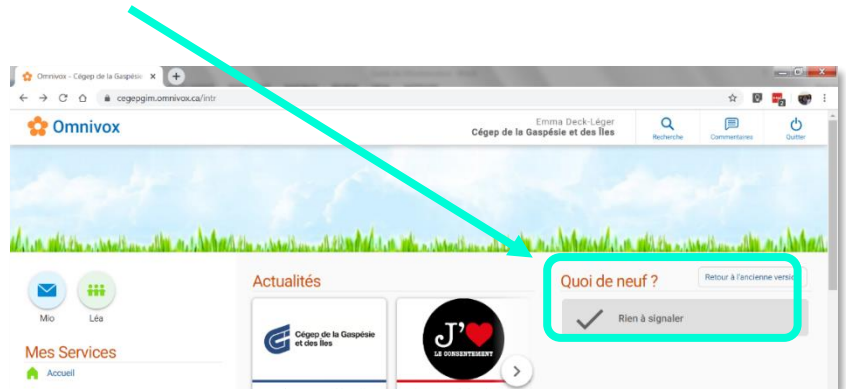 Omnivox - Cégep de la Gaspésie
cegepgim.omnivox.ca/intr
Omnivox
Emma Deck-Léger
Cégep de la Gaspésie et des Îles
Recherche
Commentaires
Quitter
Mio
Léa
Mes Services
Accueil
Actualités
Cégep de la Gaspésie
et des Îles
J'
LE CONSENTEMENT
Quoi de neuf ?
Retour à l'ancienne version
Rien à signaler